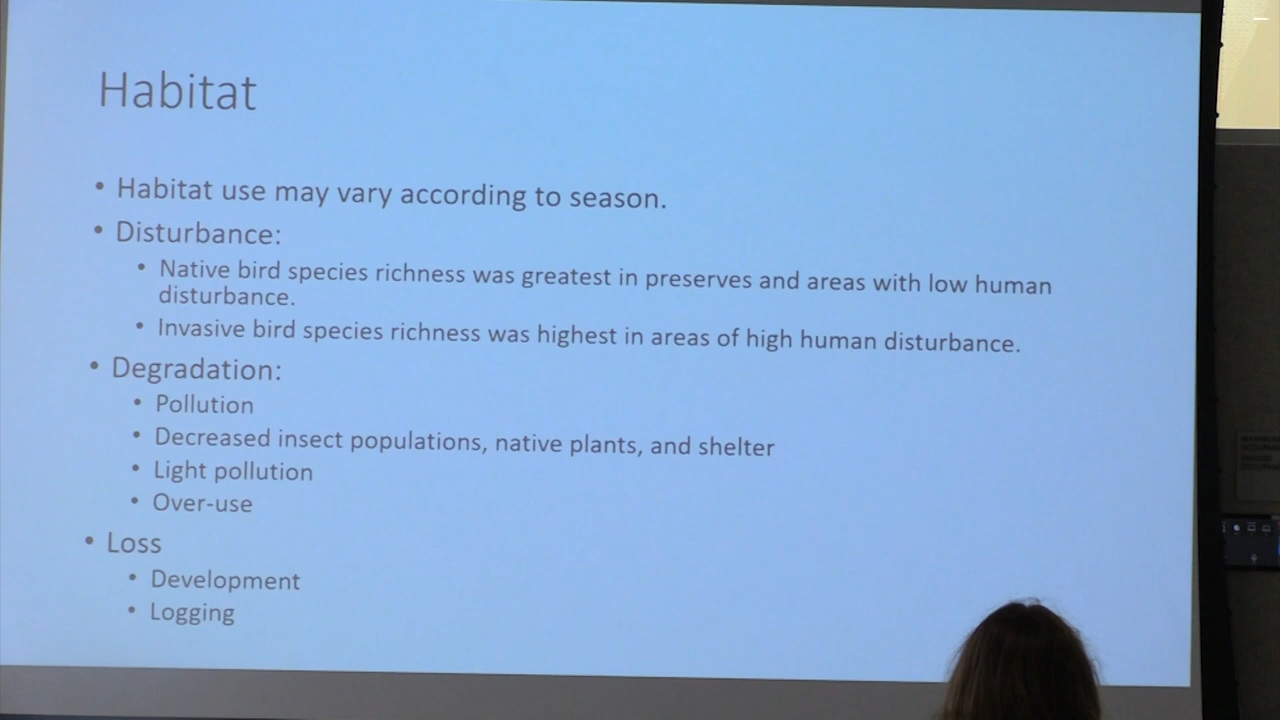 Habitat
• Habitat use may vary according to season.
• Disturbance:
• Native bird species richness was greatest in preserves and areas with low human
disturbance.
• Invasive bird species richness was highest in areas of high human disturbance.
• Degradation:
• Pollution
• Decreased insect populations, native plants, and shelter
• Light pollution
• Over-use
• Loss
• Development
• Logging